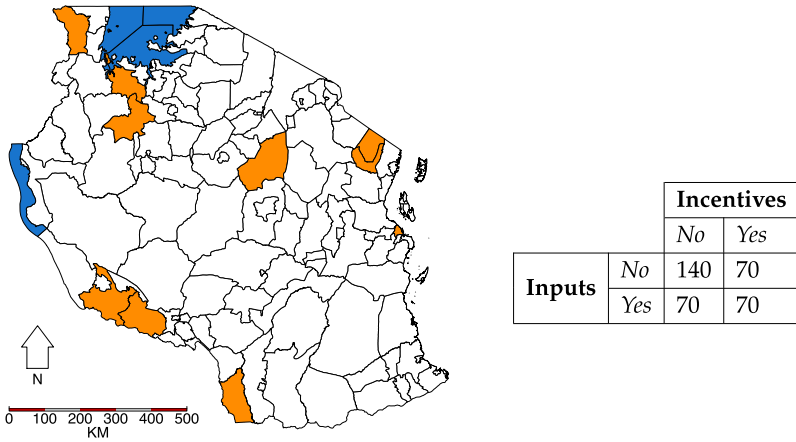 N
0 100 200 300 400 500
KM
Incentives
No Yes
Inputs No 140 70
Yes 70 70